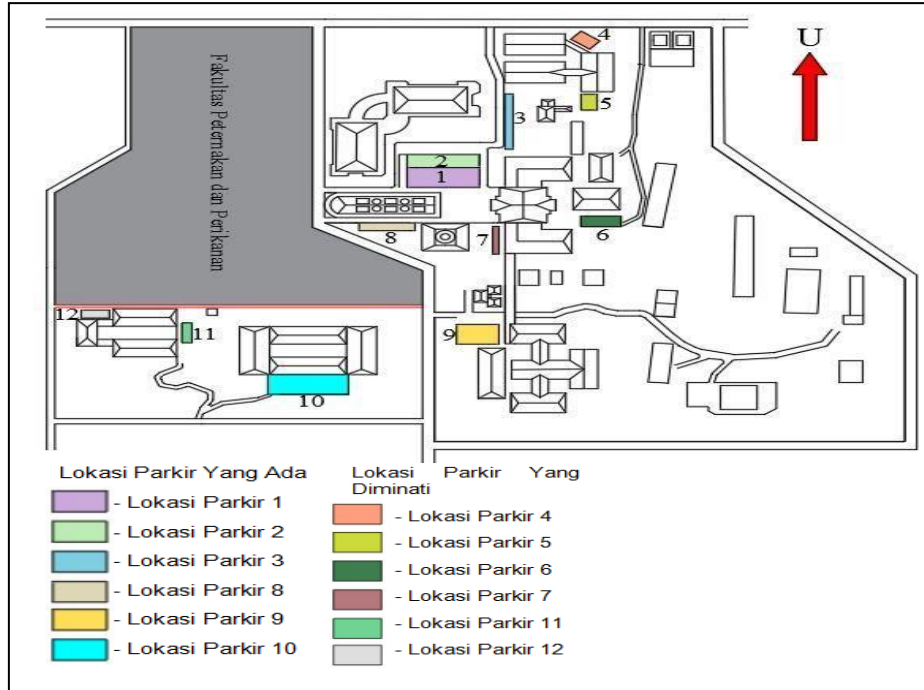 4
U
Fakultas Peternakan dan Perikanan
5
3
2
1
6
7
8
12
11
9
10
Lokasi Parkir Yang Ada
- Lokasi Parkir 1
- Lokasi Parkir 2
- Lokasi Parkir 3
- Lokasi Parkir 8
- Lokasi Parkir 9
- Lokasi Parkir 10
Lokasi Parkir Yang
Diminati
- Lokasi Parkir 4
- Lokasi Parkir 5
- Lokasi Parkir 6
- Lokasi Parkir 7
- Lokasi Parkir 11
- Lokasi Parkir 12